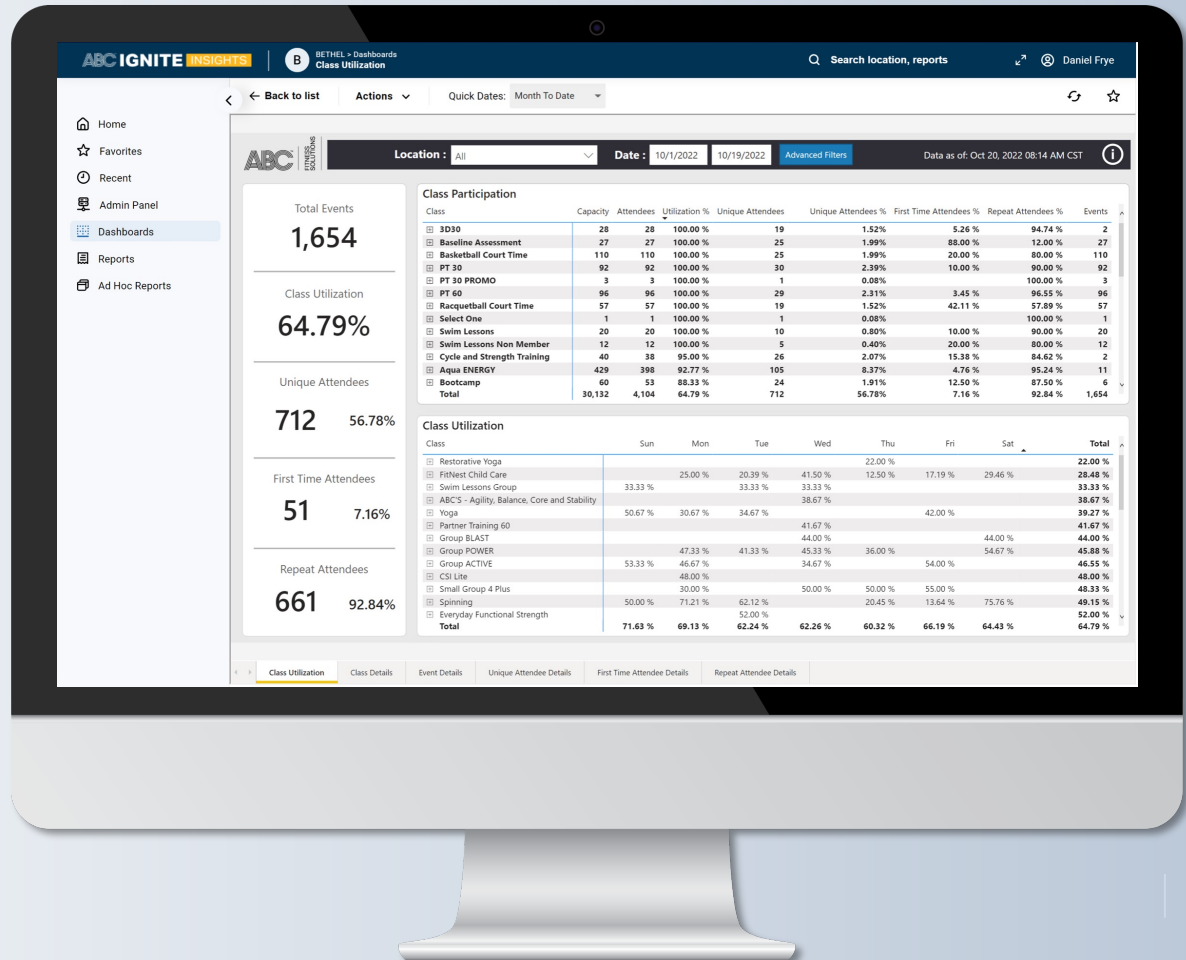 ABC IGNITE INSIGHTS
B
BETHEL > Dashboards
Class Utilization
Search location, reports
Daniel Frye
Back to list
Actions
Quick Dates: Month To Date
Home
Favorites
Recent
Admin Panel
Dashboards
Reports
Ad Hoc Reports
ABC FITNESS SOLUTIONS
Location : All
Date : 10/1/2022 10/19/2022
Advanced Filters
Data as of: Oct 20, 2022 08:14 AM CST
Total Events
1,654
Class Utilization
64.79%
Unique Attendees
712 56.78%
First Time Attendees
51 7.16%
Repeat Attendees
661 92.84%
Class Participation
Class Capacity Attendees Utilization % Unique Attendees Unique Attendees % First Time Attendees % Repeat Attendees % Events
3D30 28 28 100.00 % 19 1.52% 5.26 % 94.74 % 2
Baseline Assessment 27 27 100.00 % 25 1.99% 88.00 % 12.00 % 27
Basketball Court Time 110 110 100.00 % 25 1.99% 20.00 % 80.00 % 110
PT 30 92 92 100.00 % 30 2.39% 10.00 % 90.00 % 92
PT 30 PROMO 3 3 100.00 % 1 0.08% 100.00 % 3
PT 60 96 96 100.00 % 29 2.31% 3.45 % 96.55 % 96
Racquetball Court Time 57 57 100.00 % 19 1.52% 42.11 % 57.89 % 57
Select One 1 1 100.00 % 1 0.08% 100.00 % 1
Swim Lessons 20 20 100.00 % 10 0.80% 10.00 % 90.00 % 20
Swim Lessons Non Member 12 12 100.00 % 5 0.40% 20.00 % 80.00 % 12
Cycle and Strength Training 40 38 95.00 % 26 2.07% 15.38 % 84.62 % 2
Aqua ENERGY 429 398 92.77 % 105 8.37% 4.76 % 95.24 % 11
Bootcamp 60 53 88.33 % 24 1.91% 12.50 % 87.50 % 6
Total 30,132 4,104 64.79 % 712 56.78% 7.16 % 92.84 % 1,654
Class Utilization
Class Sun Mon Tue Wed Thu Fri Sat Total
Restorative Yoga 22.00 % 22.00 %
FitNest Child Care 25.00 % 20.39 % 41.50 % 12.50 % 17.19 % 29.46 % 28.48 %
Swim Lessons Group 33.33 % 33.33 % 33.33 % 33.33 %
ABC'S - Agility, Balance, Core and Stability 38.67 % 38.67 %
Yoga 50.67 % 30.67 % 34.67 % 42.00 % 39.27 %
Partner Training 60 41.67 % 41.67 %
Group BLAST 44.00 % 44.00 % 44.00 %
Group POWER 47.33 % 41.33 % 45.33 % 36.00 % 54.67 % 45.88 %
Group ACTIVE 53.33 % 46.67 % 34.67 % 54.00 % 46.55 %
CSI Lite 48.00 % 48.00 %
Small Group 4 Plus 30.00 % 50.00 % 50.00 % 55.00 % 48.33 %
Spinning 50.00 % 71.21 % 62.12 % 20.45 % 13.64 % 75.76 % 49.15 %
Everyday Functional Strength 52.00 % 52.00 %
Total 71.63 % 69.13 % 62.24 % 62.26 % 60.32 % 66.19 % 64.43 % 64.79 %
Class Utilization Class Details Event Details Unique Attendee Details First Time Attendee Details Repeat Attendee Details